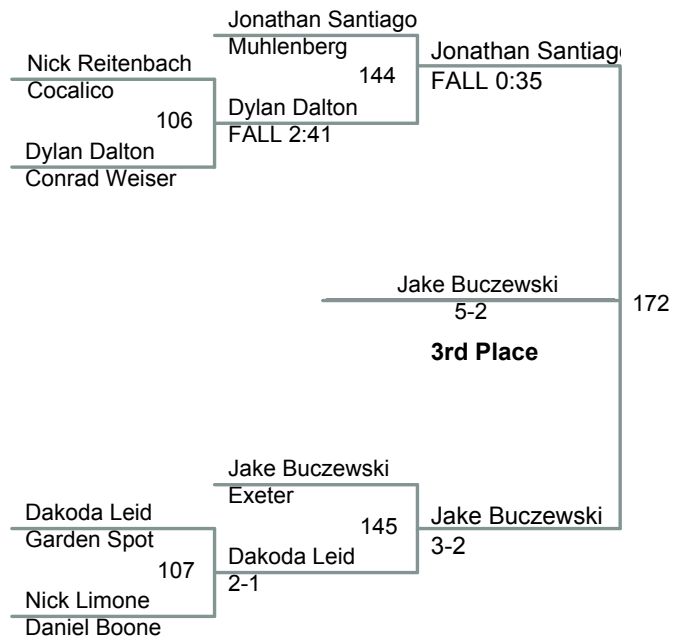 Jonathan Santiago
Muhlenberg
Jonathan Santiag
Nick Reitenbach
144
FALL 0:35
Cocalico
Dylan Dalton
106
FALL 2:41
Dylan Dalton
Conrad Weiser
Jake Buczewski
5-2
172
3rd Place
Jake Buczewski
Exeter
Dakoda Leid
145
Jake Buczewski
Garden Spot
3-2
Dakoda Leid
107
2-1
Nick Limone
Daniel Boone